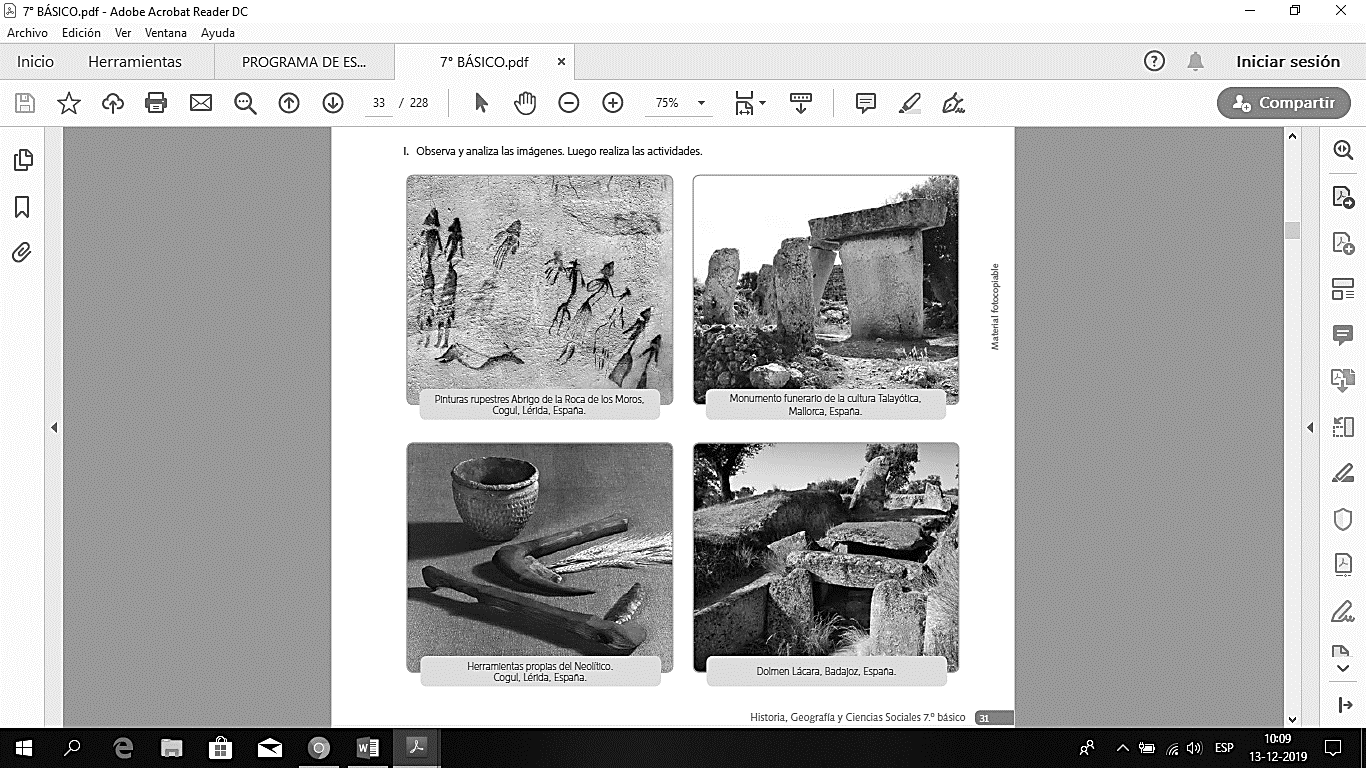 7º BÁSICO.pdf - Adobe Acrobat Reader DC
Archivo Edición Ver Ventana Ayuda
Inicio Herramientas PROGRAMA DE ES... 7º BÁSICO.pdf ×
Iniciar sesión
33 / 228 75% Compartir
I. Observa y analiza las imágenes. Luego realiza las actividades.
Material fotocopiable
Pinturas rupestres Abrigo de la Roca de los Moros,
Cogul, Lérida, España.
Monumento funerario de la cultura Talayótica,
Mallorca, España.
Herramientas propias del Neolítico.
Cogul, Lérida, España.
Dolmen Lácara, Badajoz, España.
Historia, Geografía y Ciencias Sociales 7.º básico 31
ESP
10:09
13-12-2019